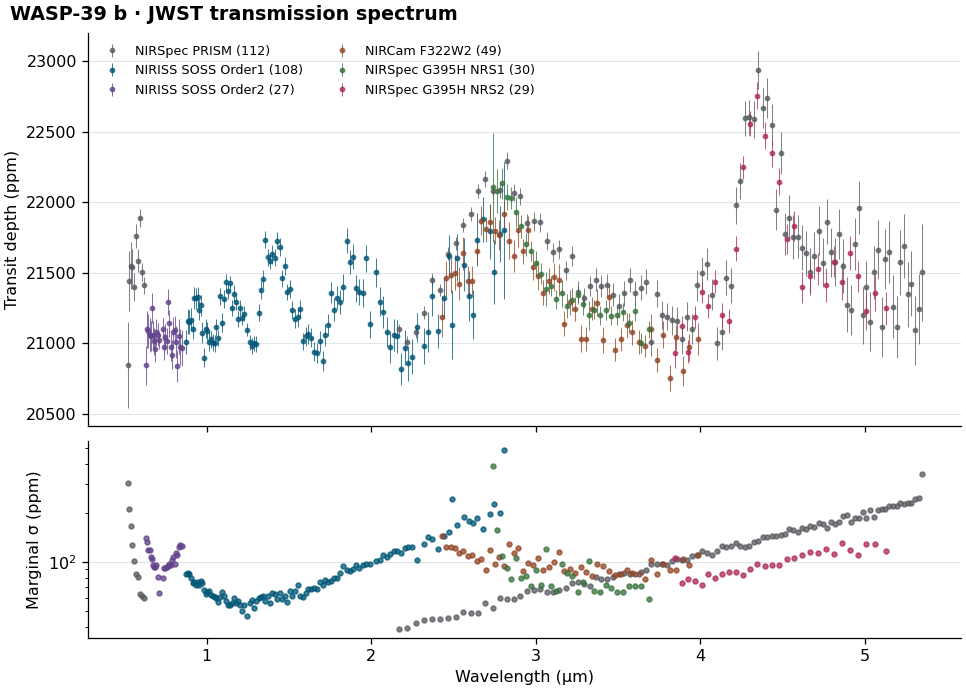 WASP-39 b · JWST transmission spectrum
NIRSpec PRISM (112)
NIRISS SOSS Order1 (108)
NIRISS SOSS Order2 (27)
NIRCam F322W2 (49)
NIRSpec G395H NRS1 (30)
NIRSpec G395H NRS2 (29)
Transit depth (ppm)
23000
22500
22000
21500
21000
20500
Marginal σ (ppm)
10²
1 2 3 4 5
Wavelength (μm)